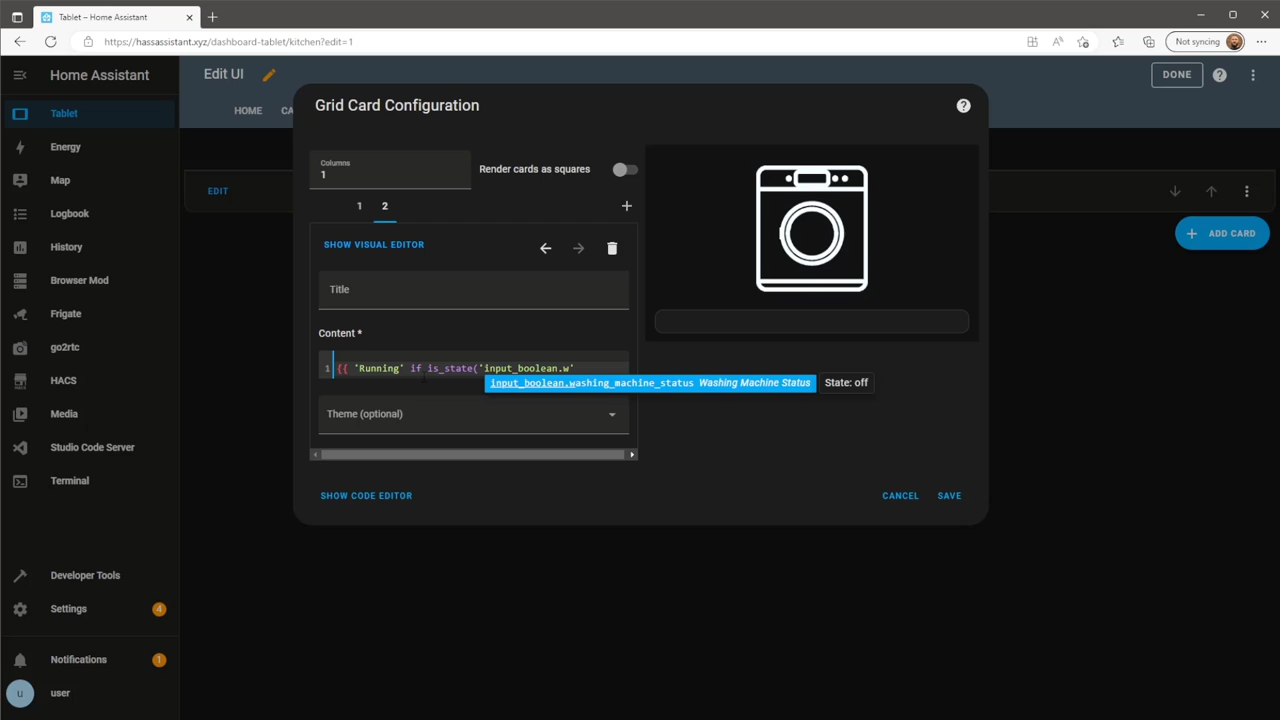 Tablet – Home Assistant
https://hassassistant.xyz/dashboard-tablet/kitchen?edit=1
Not syncing
Home Assistant
Edit UI
DONE
HOME
CA
Tablet
Energy
Map
Logbook
History
Browser Mod
Frigate
go2rtc
HACS
Media
Studio Code Server
Terminal
Developer Tools
Settings
4
Notifications
1
u
user
EDIT
ADD CARD
Grid Card Configuration
Columns
1
Render cards as squares
1 2
SHOW VISUAL EDITOR
Title
Content *
1 {{ 'Running' if is_state('input_boolean.w'
input_boolean.washing_machine_status Washing Machine Status State: off
Theme (optional)
SHOW CODE EDITOR
CANCEL SAVE